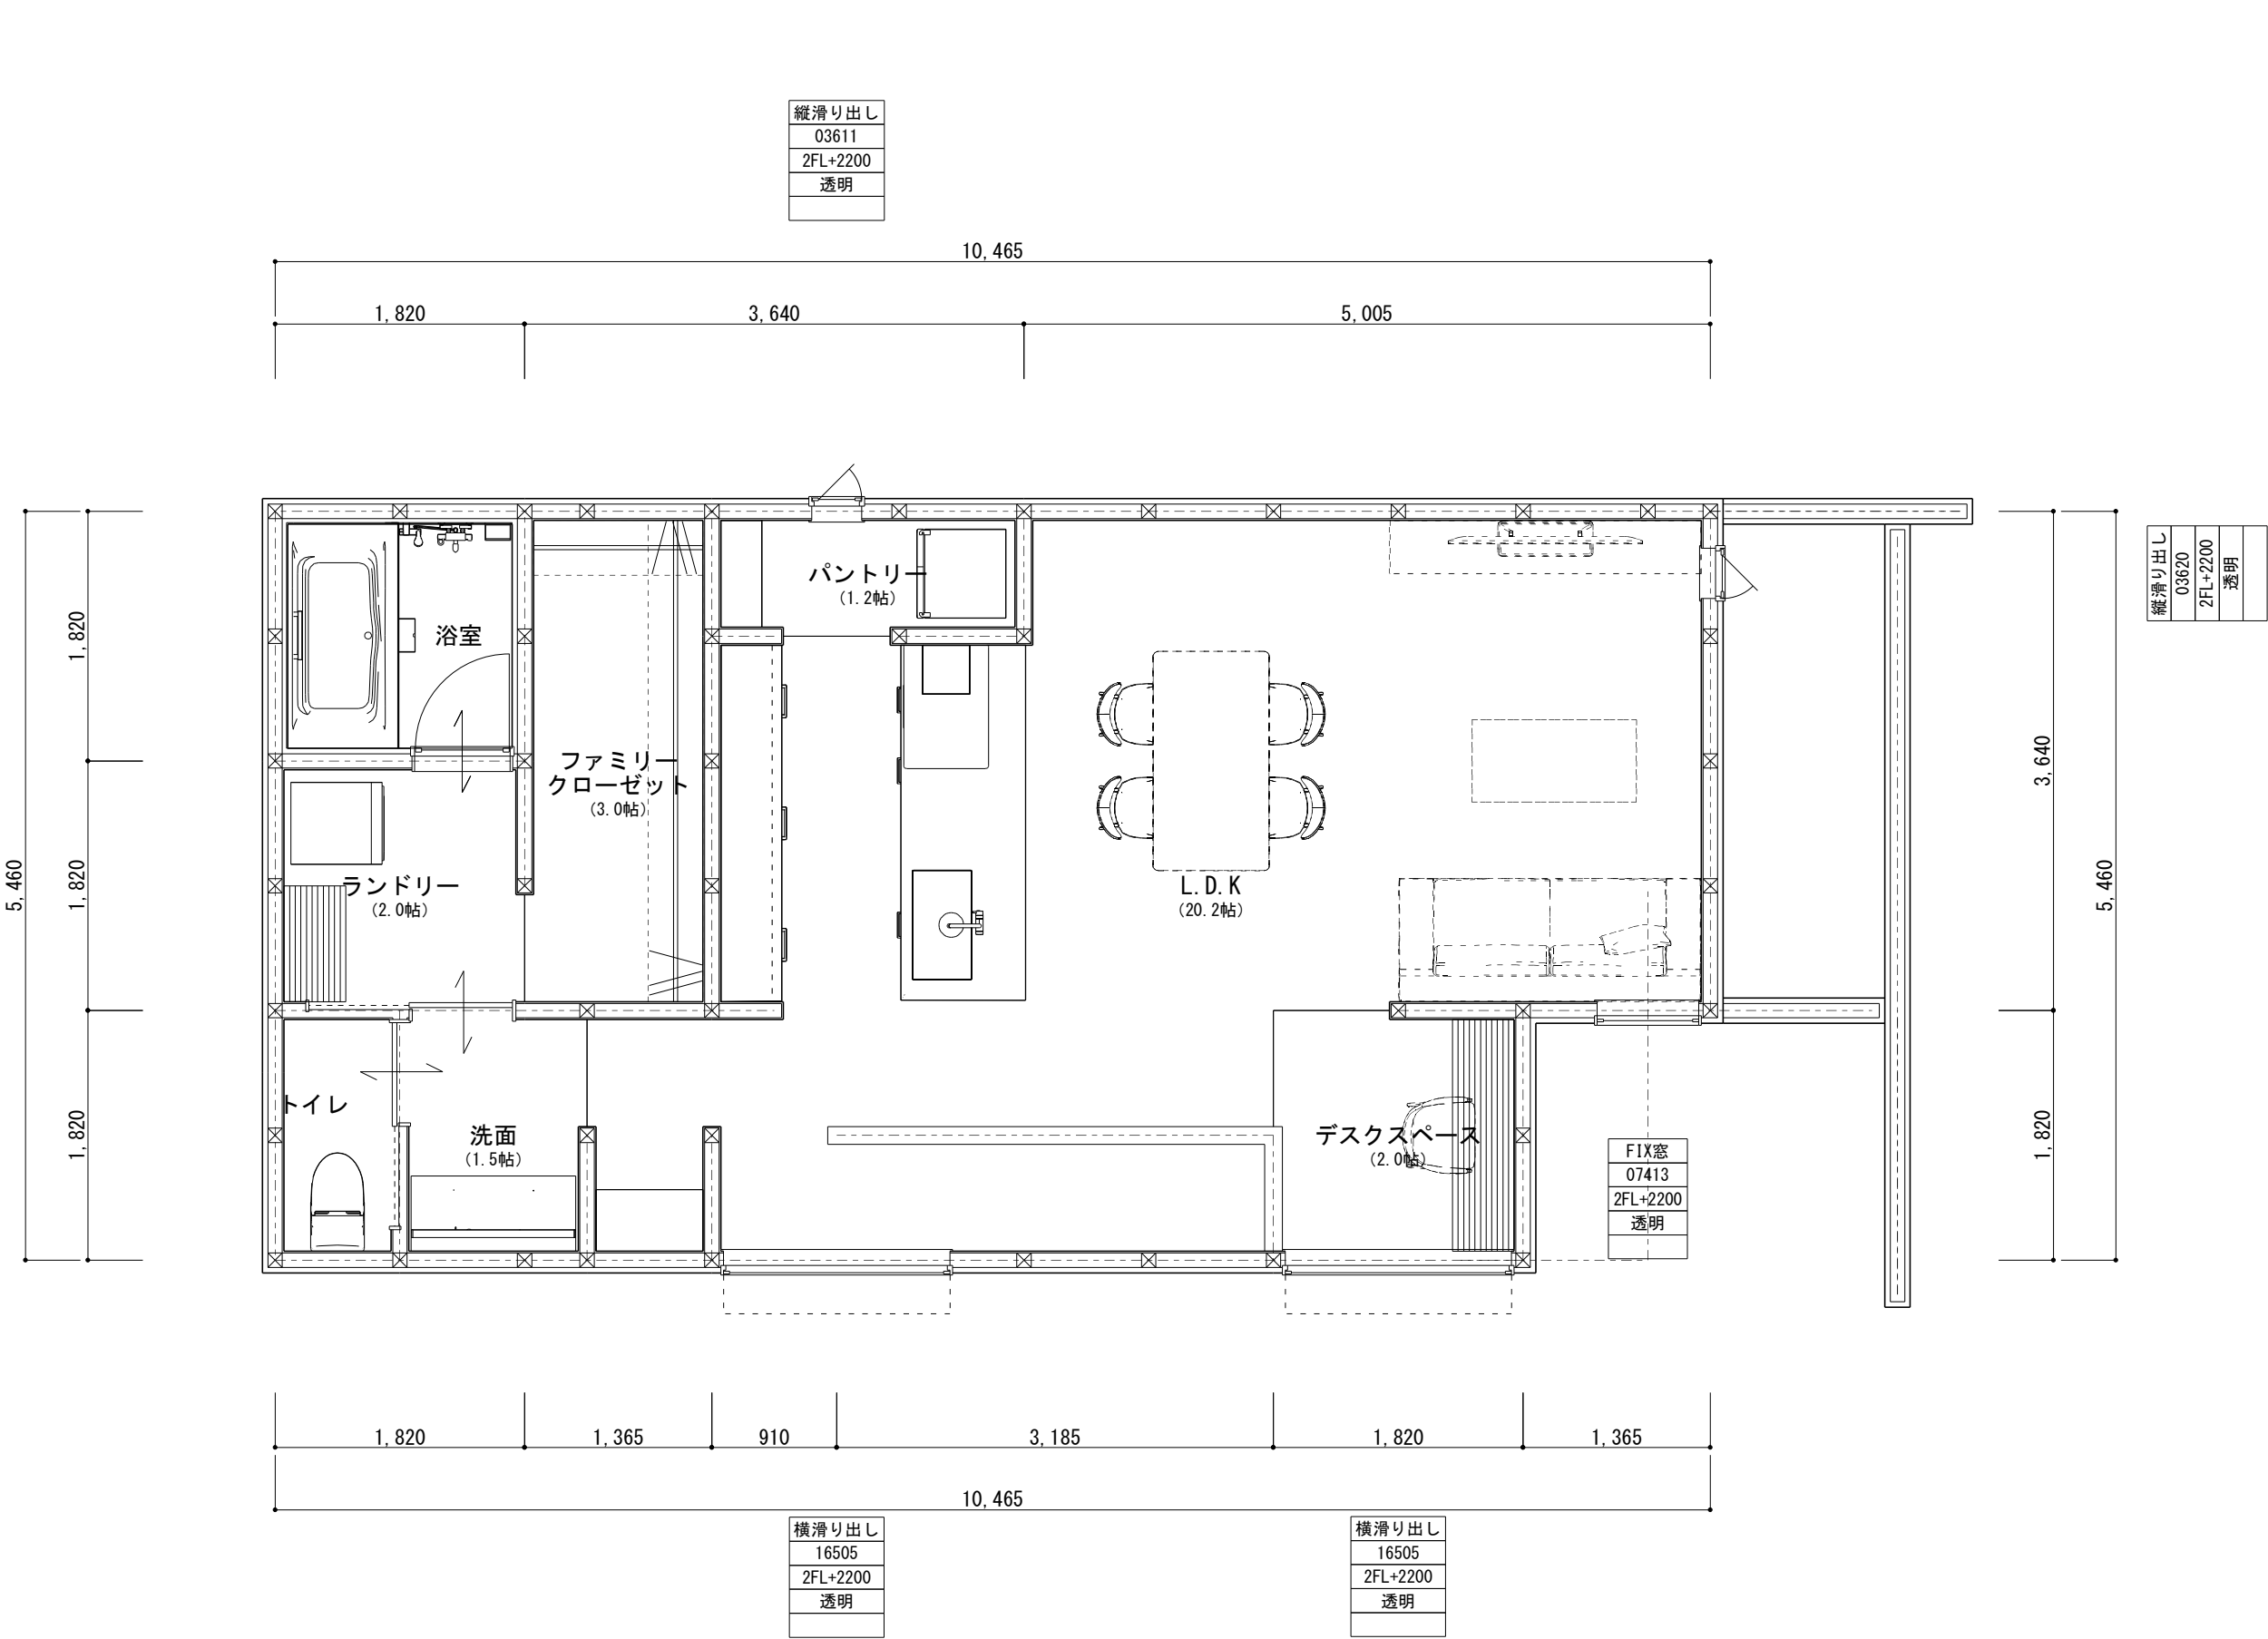 縦滑り出し
03611
2FL+2200
透明
10,465
1,820
3,640
5,005
縦滑り出し
03620
2FL+2200
透明
パントリー
(1.2帖)
浴室
1,820
3,640
ファミリー
クローゼット
(3.0帖)
5,460
1,820
ランドリー
(2.0帖)
L.D.K
(20.2帖)
5,460
トイレ
洗面
(1.5帖)
デスクスペース
(2.0帖)
1,820
1,820
FIX窓
07413
2FL+2200
透明
1,820
1,365
910
3,185
1,820
1,365
10,465
横滑り出し
16505
2FL+2200
透明
横滑り出し
16505
2FL+2200
透明